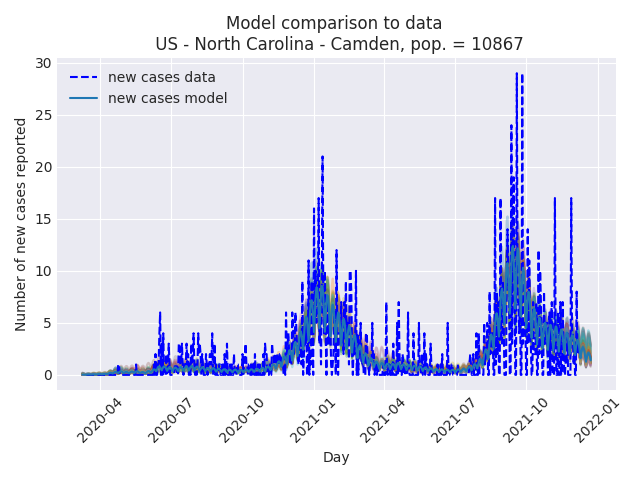 Model comparison to data
US - North Carolina - Camden, pop. = 10867
new cases data
new cases model
Number of new cases reported
30
25
20
15
10
5
0
2020-04
2020-07
2020-10
2021-01
2021-04
2021-07
2021-10
2022-01
Day